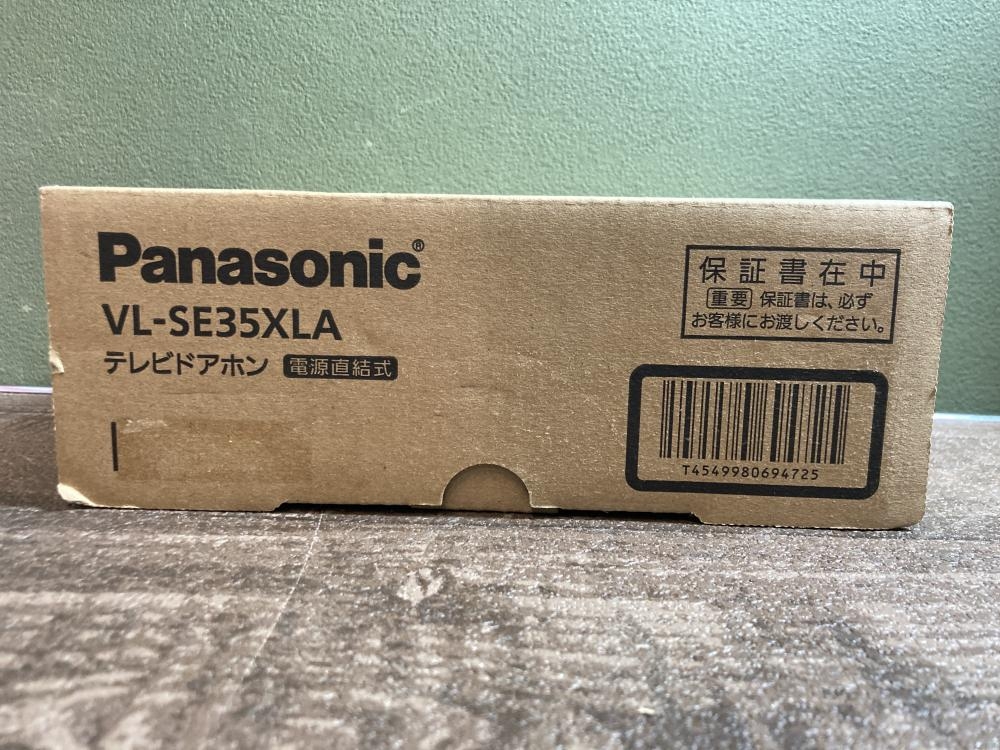 Panasonic®
VL-SE35XLA
テレビドアホン 電源直結式
保証書在中
重要 保証書は、必ず
お客様にお渡しください。
T4549980694725